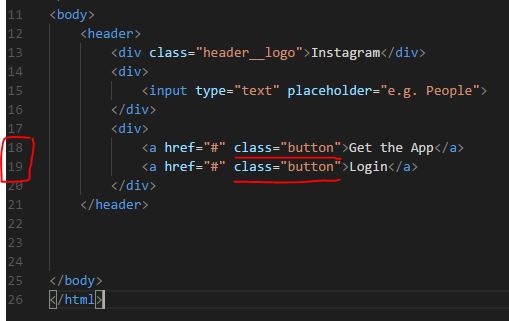 11 <body>
12     <header>
13         <div class="header__logo">Instagram</div>
14         <div>
15             <input type="text" placeholder="e.g. People">
16         </div>
17         <div>
18             <a href="#" class="button">Get the App</a>
19             <a href="#" class="button">Login</a>
20         </div>
21     </header>
22
23
24
25 </body>
26 </html>